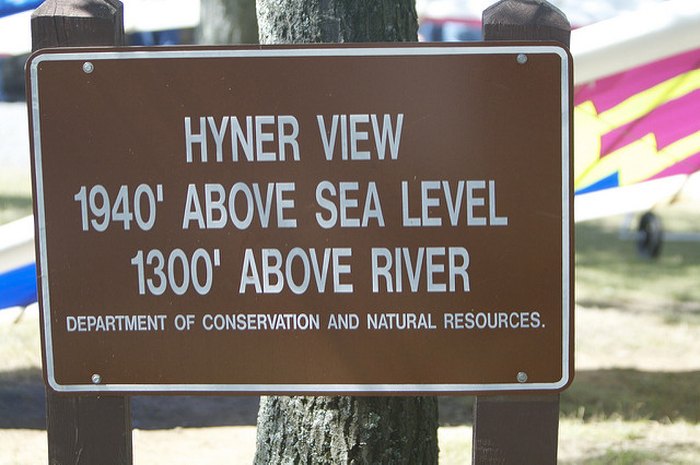 HYNER VIEW
1940' ABOVE SEA LEVEL
1300' ABOVE RIVER
DEPARTMENT OF CONSERVATION AND NATURAL RESOURCES.